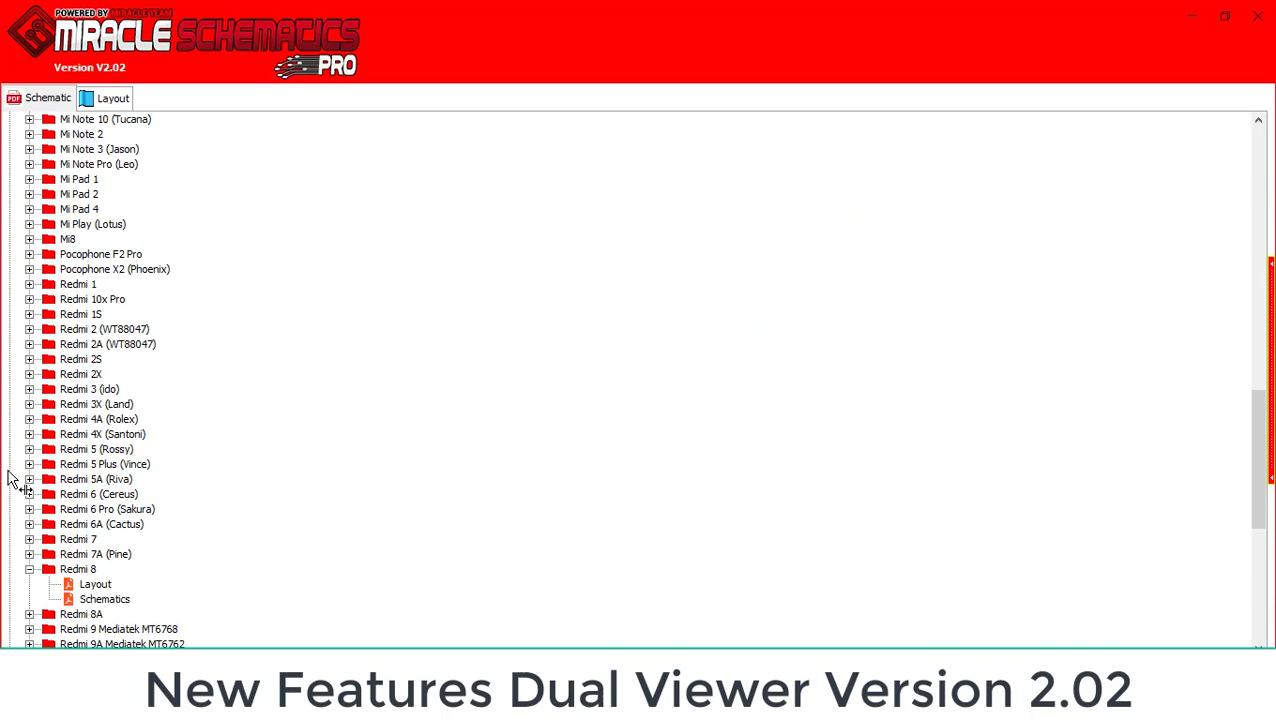 POWERED BY MIRACLE TEAM
MIRACLE SCHEMATICS
PRO
Version V2.02
PDF Schematic Layout
Mi Note 10 (Tucana)
Mi Note 2
Mi Note 3 (Jason)
Mi Note Pro (Leo)
Mi Pad 1
Mi Pad 2
Mi Pad 4
Mi Play (Lotus)
Mi8
Pocophone F2 Pro
Pocophone X2 (Phoenix)
Redmi 1
Redmi 10x Pro
Redmi 1S
Redmi 2 (WT88047)
Redmi 2A (WT88047)
Redmi 2S
Redmi 2X
Redmi 3 (ido)
Redmi 3X (Land)
Redmi 4A (Rolex)
Redmi 4X (Santoni)
Redmi 5 (Rossy)
Redmi 5 Plus (Vince)
Redmi 5A (Riva)
Redmi 6 (Cereus)
Redmi 6 Pro (Sakura)
Redmi 6A (Cactus)
Redmi 7
Redmi 7A (Pine)
Redmi 8
Layout
Schematics
Redmi 8A
Redmi 9 Mediatek MT6768
Redmi 9A Mediatek MT6762
New Features Dual Viewer Version 2.02